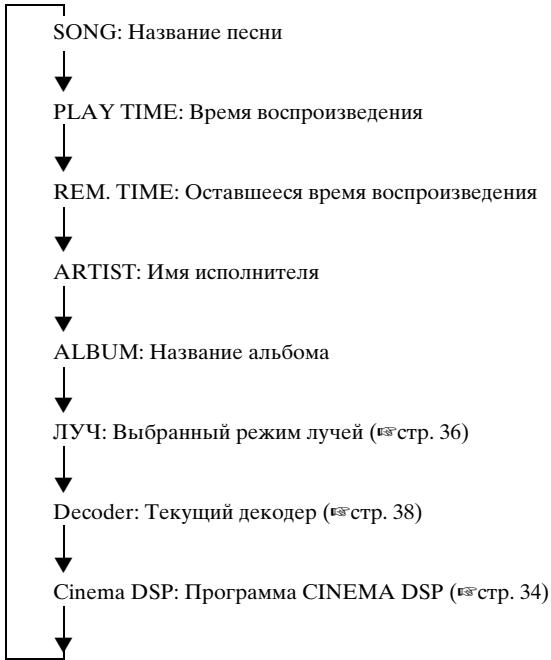 SONG: Название песни
PLAY TIME: Время воспроизведения
REM. TIME: Оставшееся время воспроизведения
ARTIST: Имя исполнителя
ALBUM: Название альбома
ЛУЧ: Выбранный режим лучей (☞стр. 36)
Decoder: Текущий декодер (☞стр. 38)
Cinema DSP: Программа CINEMA DSP (☞стр. 34)